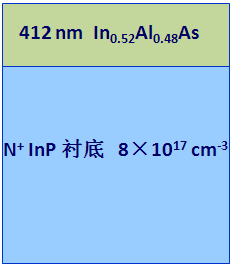 412 nm In₀.₅₂Al₀.₄₈As
N⁺ InP 衬底 8×10¹⁷ cm⁻³